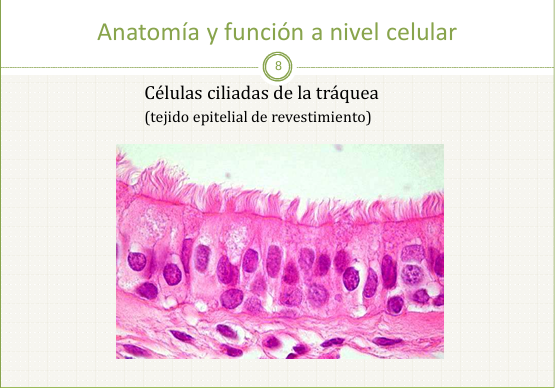 Anatomía y función a nivel celular
8
Células ciliadas de la tráquea
(tejido epitelial de revestimiento)